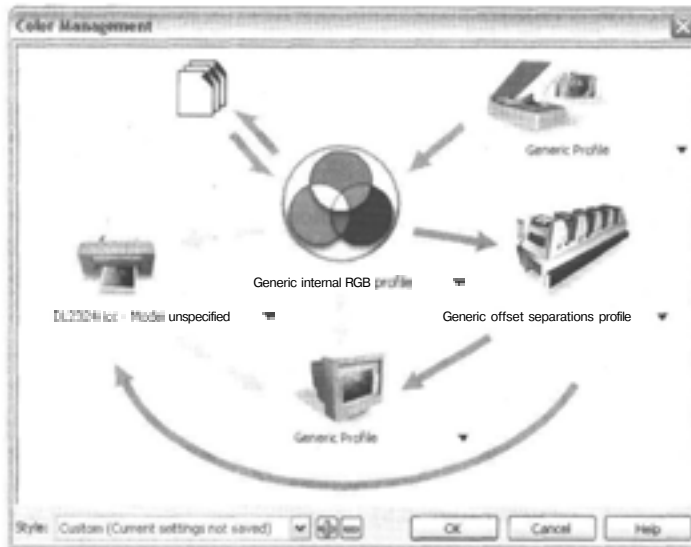 Color Management
Generic Profile
Generic internal RGB profile
Model unspecified
Generic offset separations profile
Generic Profile
Style: Custom (Current settings not saved)
OK
Cancel
Help